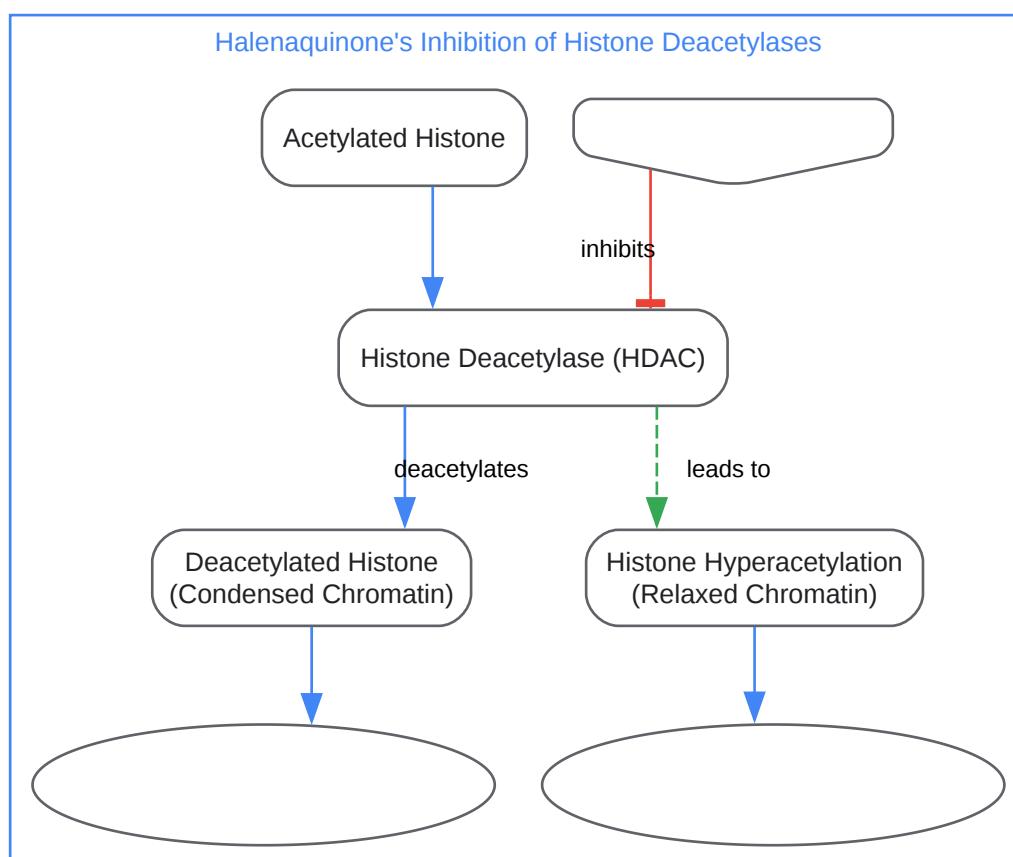 Halenaquinone's Inhibition of Histone Deacetylases
Acetylated Histone
inhibits
Histone Deacetylase (HDAC)
deacetylates
leads to
Deacetylated Histone
(Condensed Chromatin)
Histone Hyperacetylation
(Relaxed Chromatin)